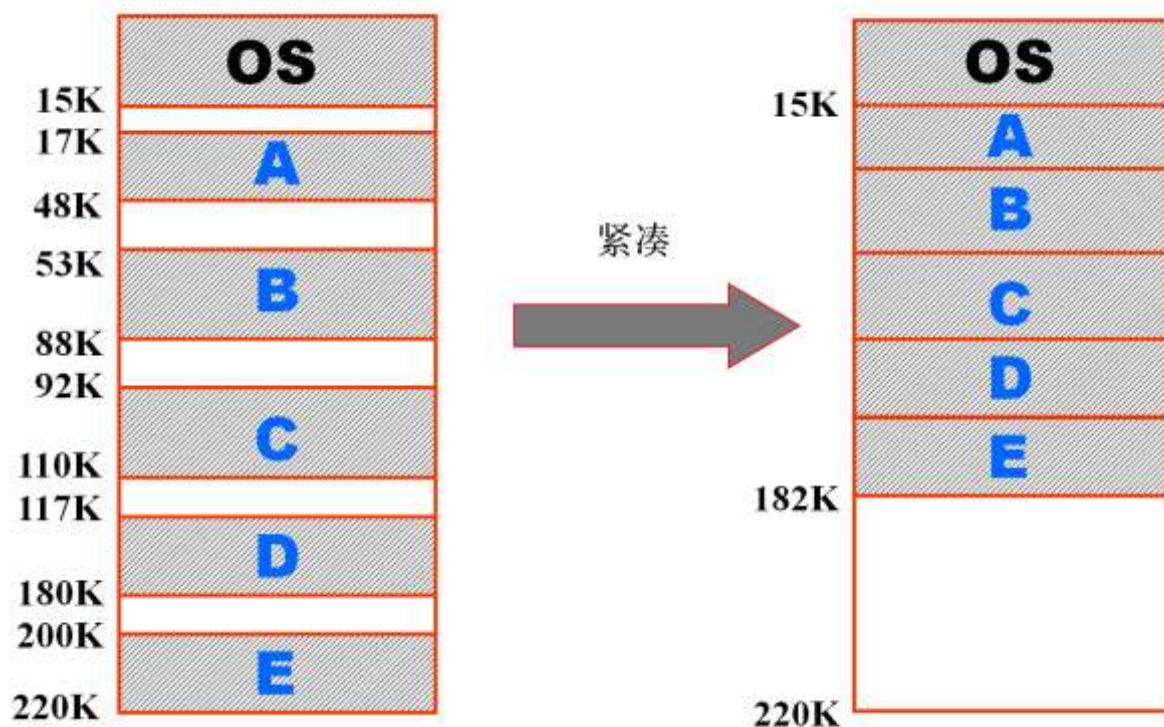 OS
15K
17K
A
48K
53K
B
88K
92K
C
110K
117K
D
180K
200K
E
220K
紧凑
OS
15K
A
B
C
D
E
182K
220K